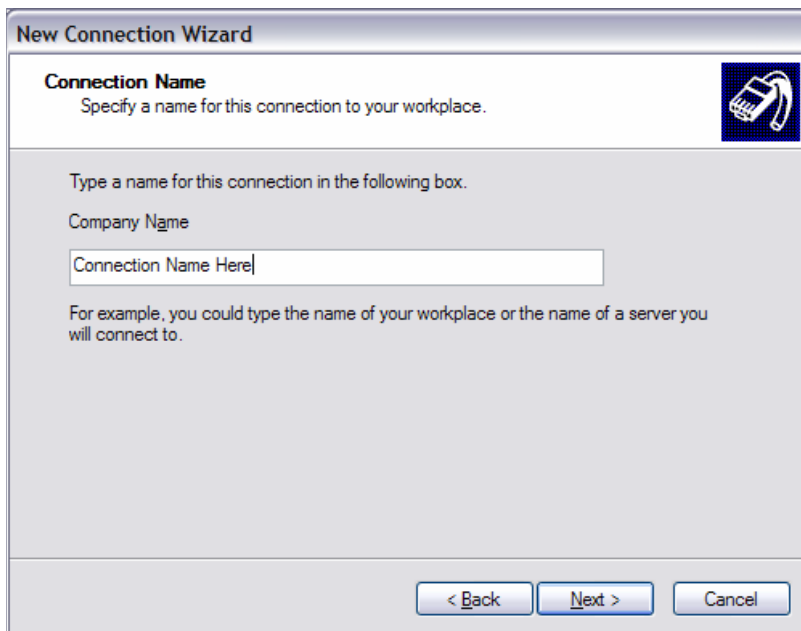 New Connection Wizard
Connection Name
Specify a name for this connection to your workplace.
Type a name for this connection in the following box.
Company Name
Connection Name Here
For example, you could type the name of your workplace or the name of a server you
will connect to.
< Back
Next >
Cancel